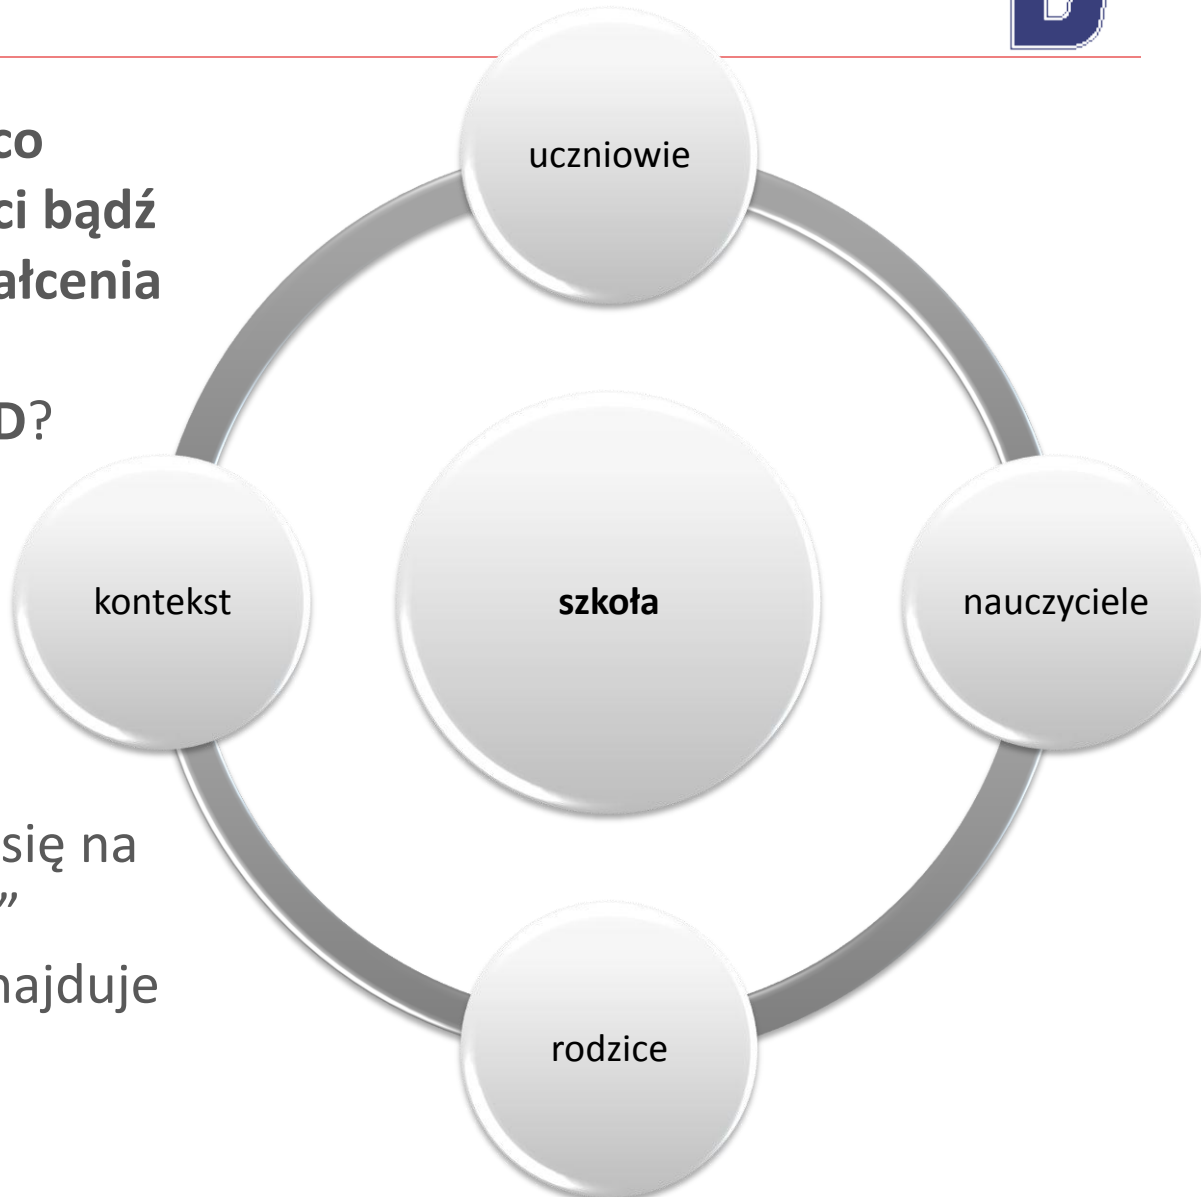 co
ci bądź
ałcenia
D?
się na
”
najduje
uczniowie
kontekst
szkoła
nauczyciele
rodzice